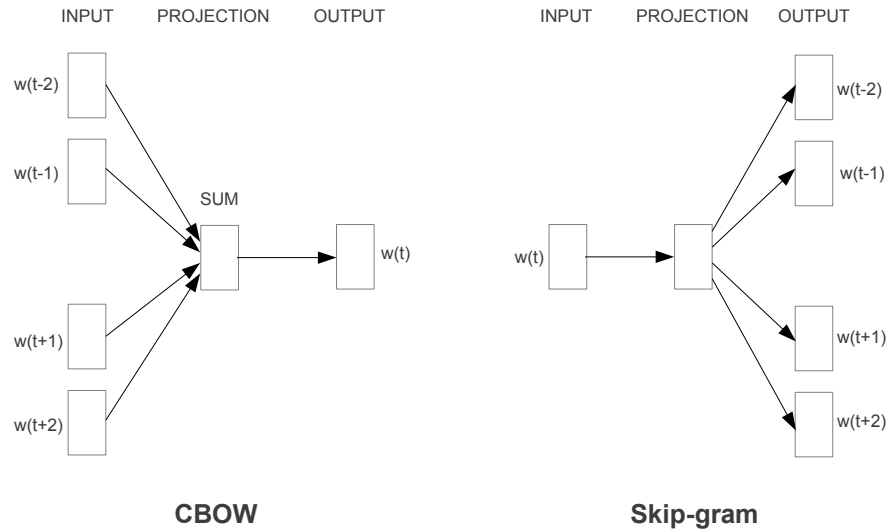 INPUT PROJECTION OUTPUT
w(t-2)
w(t-1)
SUM
w(t)
w(t+1)
w(t+2)
CBOW
INPUT PROJECTION OUTPUT
w(t-2)
w(t-1)
w(t)
w(t+1)
w(t+2)
Skip-gram